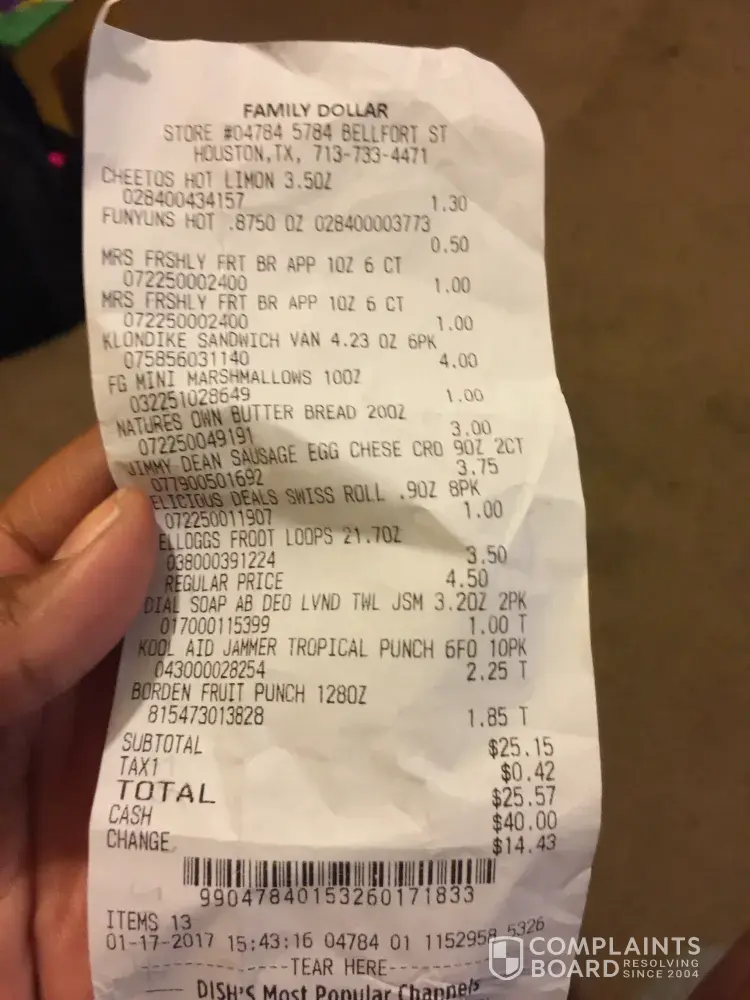 FAMILY DOLLAR
STORE #04784 5784 BELLFORT ST
HOUSTON,TX, 713-733-4471
CHEETOS HOT LIMON 3.5OZ
028400434157 1.30
FUNYUNS HOT .8750 OZ 028400003773
0.50
MRS FRSHLY FRT BR APP 1OZ 6 CT
072250002400 1.00
MRS FRSHLY FRT BR APP 1OZ 6 CT
072250002400 1.00
KLONDIKE SANDWICH VAN 4.23 OZ 6PK
075856031140 4.00
FG MINI MARSHMALLOWS 10OZ
032251028649 1.00
NATURES OWN BUTTER BREAD 20OZ
072250049191 3.00
JIMMY DEAN SAUSAGE EGG CHESE CRO 9OZ 2CT
077900501692 3.75
ELICIOUS DEALS SWISS ROLL .9OZ 8PK
072250011907 1.00
ELLOGGS FROOT LOOPS 21.7OZ
038000391224 3.50
REGULAR PRICE 4.50
DIAL SOAP AB DEO LVND TWL JSM 3.2OZ 2PK
017000115399 1.00 T
KOOL AID JAMMER TROPICAL PUNCH 6FO 10PK
043000028254 2.25 T
BORDEN FRUIT PUNCH 128OZ
815473013828 1.85 T
SUBTOTAL $25.15
TAX1 $0.42
TOTAL $25.57
CASH $40.00
CHANGE $14.43
99047840153260171833
ITEMS 13
01-17-2017 15:43:16 04784 01 1152958 5326
TEAR HERE
DISH'S Most Popular Channels
COMPLAINTS
BOARD RESOLVING
SINCE 2004